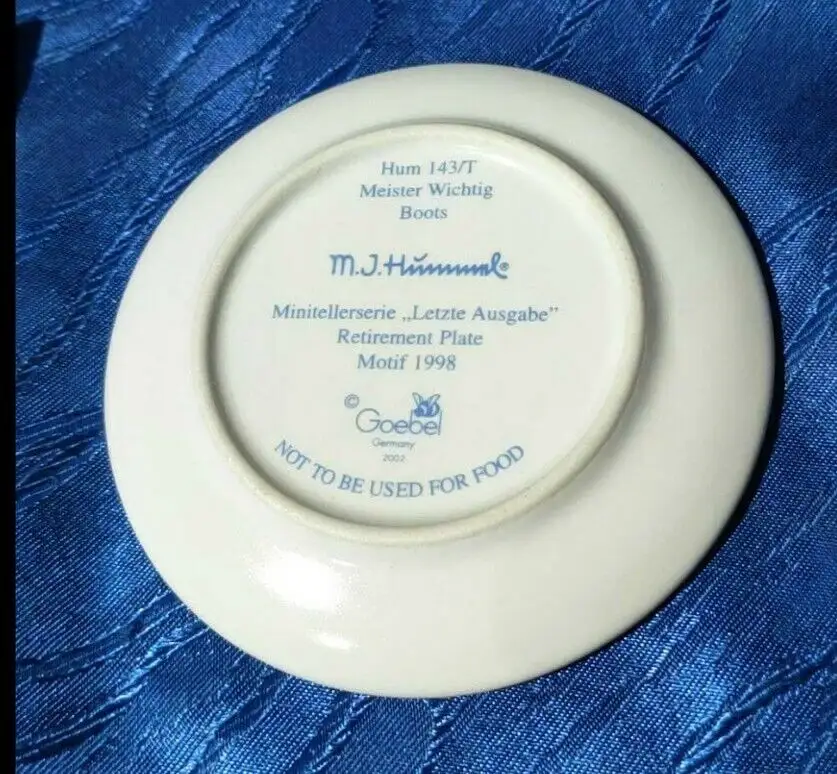 Hum 143/T
Meister Wichtig
Boots
M.J.Hummel®
Minitellerserie „Letzte Ausgabe”
Retirement Plate
Motif 1998
© Goebel
Germany
2002
NOT TO BE USED FOR FOOD